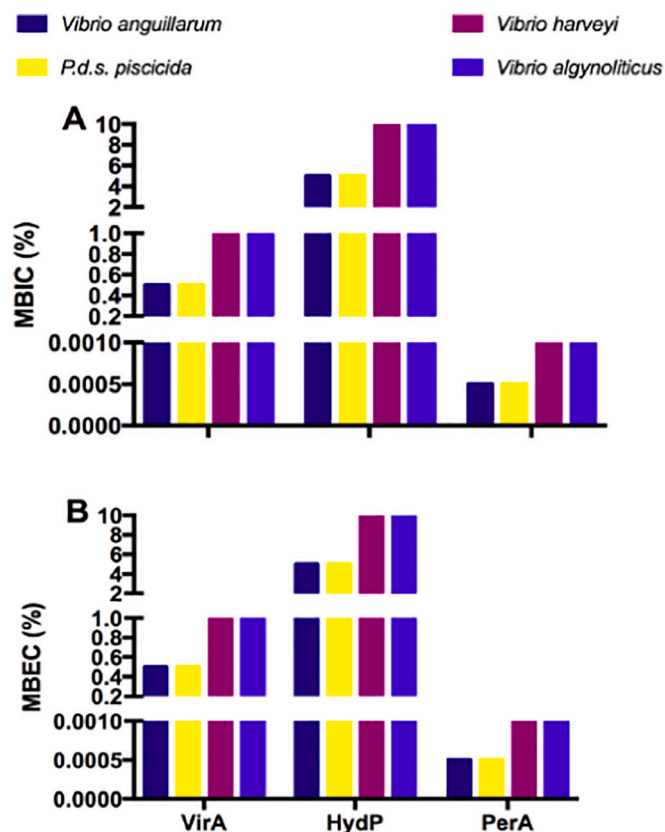 Vibrio anguillarum
Vibrio harveyi
P.d.s. piscicida
Vibrio algynoliticus
A
MBIC (%)
10
8
6
4
2
1.0
0.8
0.6
0.4
0.2
0.0010
0.0005
0.0000
B
MBEC (%)
10
8
6
4
2
1.0
0.8
0.6
0.4
0.2
0.0010
0.0005
0.0000
VirA HydP PerA